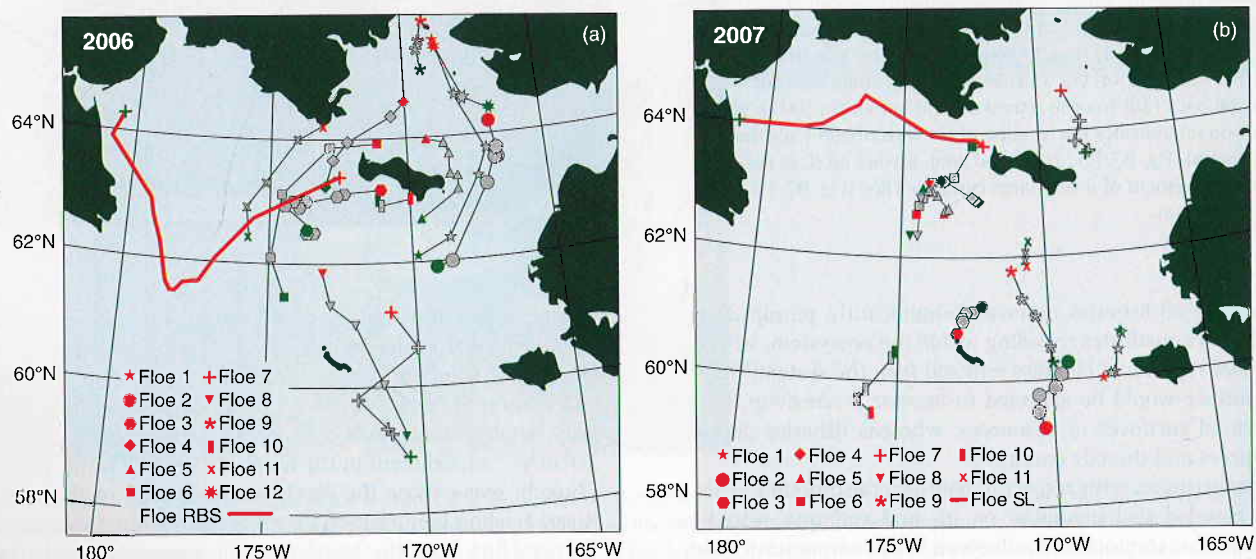 2006 (a)
64°N
62°N
60°N
58°N
180° 175°W 170°W 165°W
Floe 1 Floe 7
Floe 2 Floe 8
Floe 3 Floe 9
Floe 4 Floe 10
Floe 5 Floe 11
Floe 6 Floe 12
Floe RBS
2007 (b)
64°N
62°N
60°N
58°N
180° 175°W 170°W 165°W
Floe 1 Floe 4 Floe 7 Floe 10
Floe 2 Floe 5 Floe 8 Floe 11
Floe 3 Floe 6 Floe 9 Floe SL